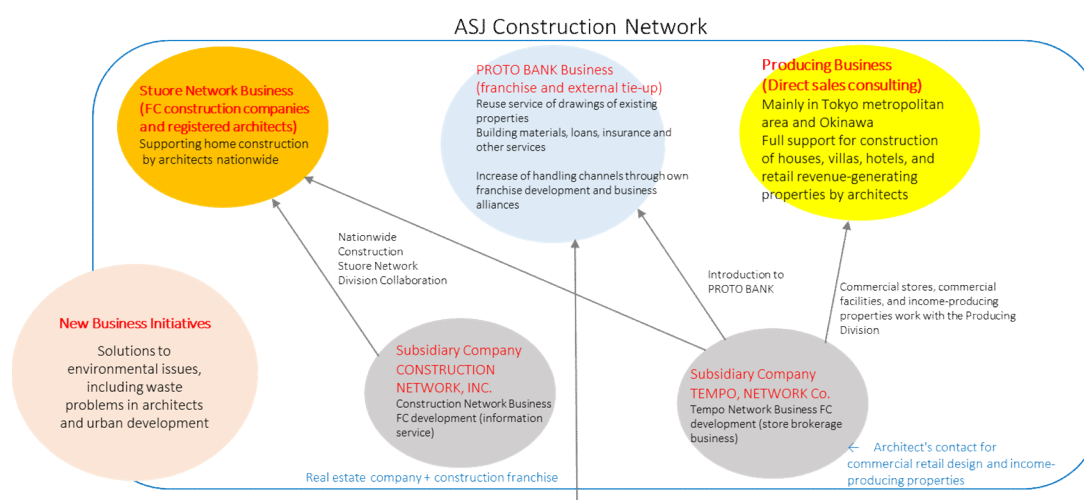 ASJ Construction Network
Stuore Network Business
(FC construction companies
and registered architects)
Supporting home construction
by architects nationwide
PROTO BANK Business
(franchise and external tie-up)
Reuse service of drawings of existing
properties
Building materials, loans, insurance and
other services
Increase of handling channels through own
franchise development and business
alliances
Producing Business
(Direct sales consulting)
Mainly in Tokyo metropolitan
area and Okinawa
Full support for construction
of houses, villas, hotels, and
retail revenue-generating
properties by architects
Nationwide
Construction
Stuore Network
Division Collaboration
Introduction to
PROTO BANK
Commercial stores, commercial
facilities, and income-producing
properties work with the Producing
Division
New Business Initiatives
Solutions to
environmental issues,
including waste
problems in architects
and urban development
Subsidiary Company
CONSTRUCTION
NETWORK, INC.
Construction Network Business
FC development (information
service)
Subsidiary Company
TEMPO, NETWORK Co.
Tempo Network Business FC
development (store brokerage
business)
← Architect's contact for
commercial retail design and income-
producing properties
Real estate company + construction franchise